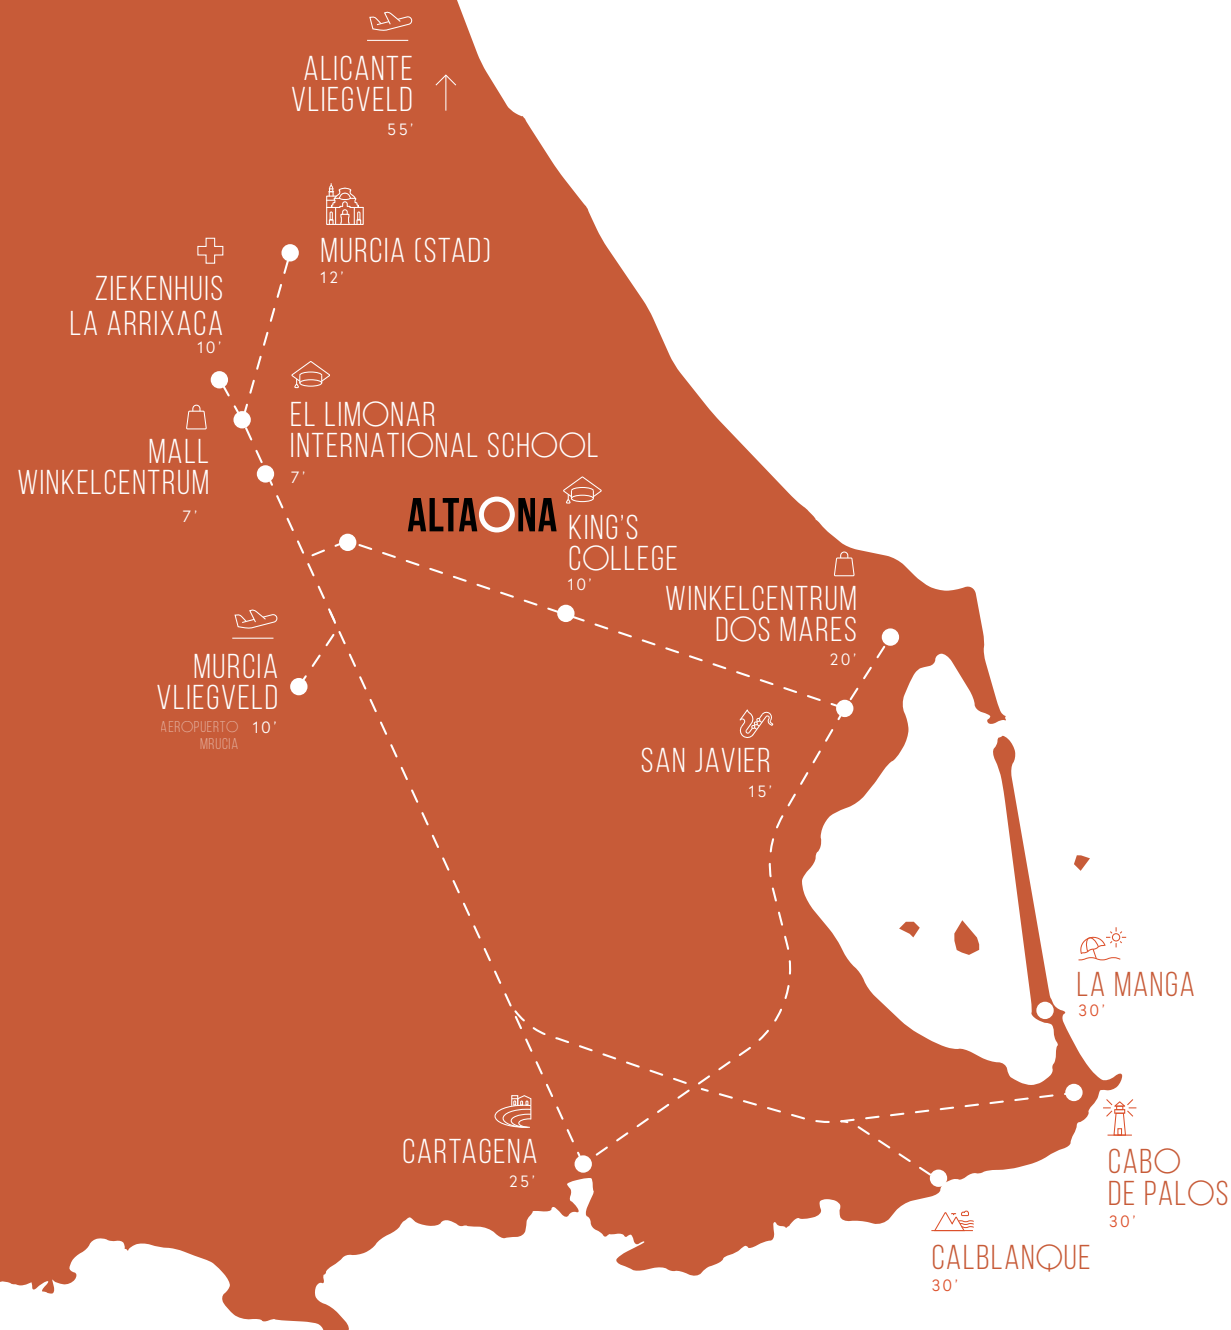 ALICANTE
VLIEGVELD
55'
MURCIA (STAD)
12'
ZIEKENHUIS
LA ARRIXACA
10'
EL LIMONAR
INTERNATIONAL SCHOOL
7'
MALL
WINKELCENTRUM
7'
ALTAONA
KING'S
COLLEGE
10'
WINKELCENTRUM
DOS MARES
20'
MURCIA
VLIEGVELD
AEROPUERTO 10'
MRUCIA
SAN JAVIER
15'
LA MANGA
30'
CARTAGENA
25'
CABO
DE PALOS
30'
CALBLANQUE
30'